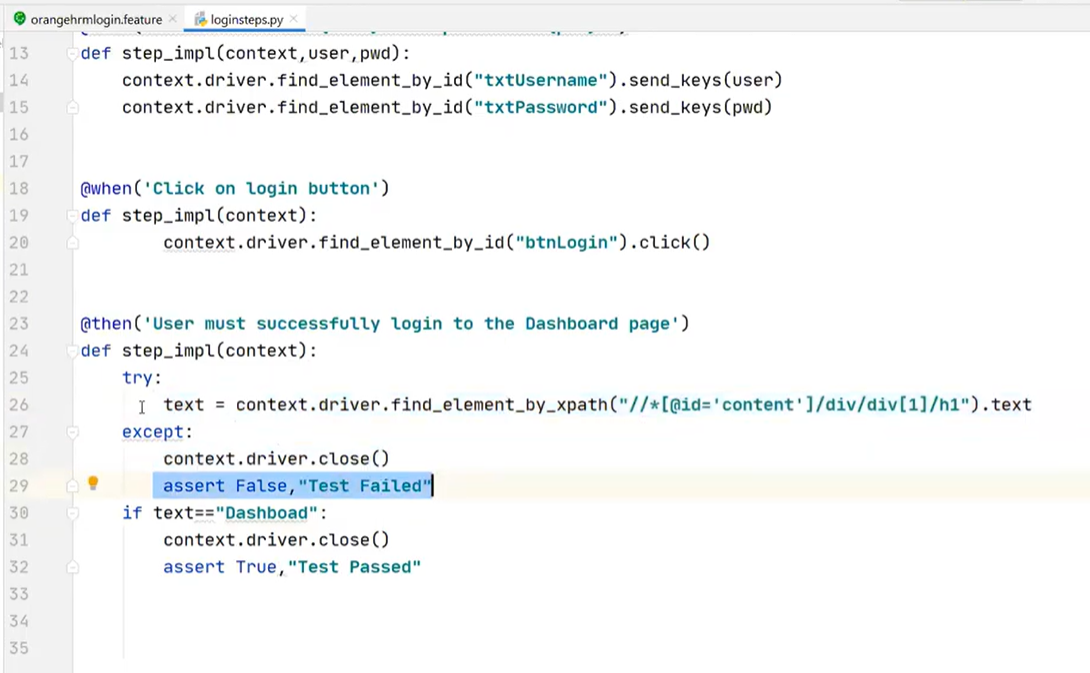 orangehrmlogin.feature loginsteps.py
13 def step_impl(context,user,pwd):
14 context.driver.find_element_by_id("txtUsername").send_keys(user)
15 context.driver.find_element_by_id("txtPassword").send_keys(pwd)
16
17
18 @when('Click on login button')
19 def step_impl(context):
20 context.driver.find_element_by_id("btnLogin").click()
21
22
23 @then('User must successfully login to the Dashboard page')
24 def step_impl(context):
25 try:
26 text = context.driver.find_element_by_xpath("//*[@id='content']/div/div[1]/h1").text
27 except:
28 context.driver.close()
29 assert False,"Test Failed"
30 if text=="Dashboad":
31 context.driver.close()
32 assert True,"Test Passed"
33
34
35